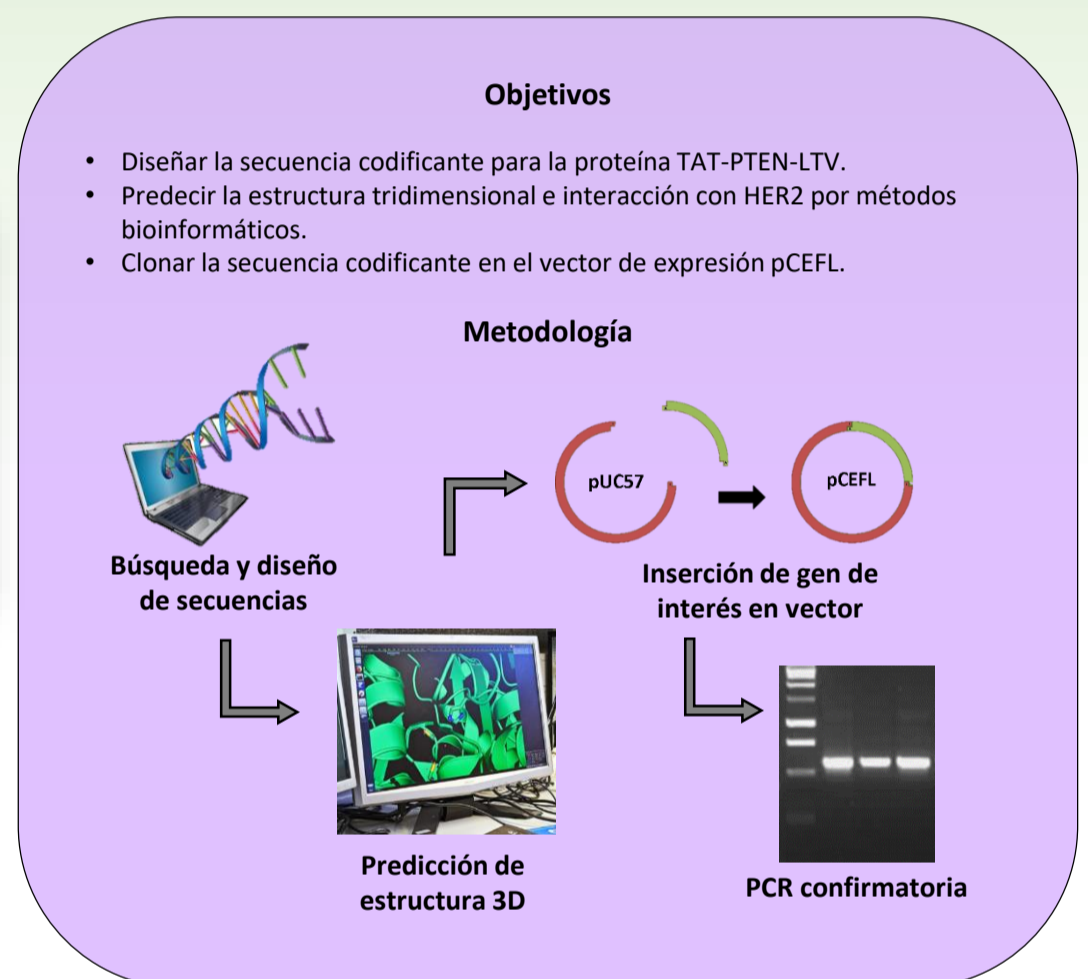 Objetivos
• Diseñar la secuencia codificante para la proteína TAT-PTEN-LTV.
• Predecir la estructura tridimensional e interacción con HER2 por métodos
bioinformáticos.
• Clonar la secuencia codificante en el vector de expresión pCEFL.
Metodología
pUC57
pCEFL
Búsqueda y diseño
de secuencias
Inserción de gen de
interés en vector
Predicción de
estructura 3D
PCR confirmatoria